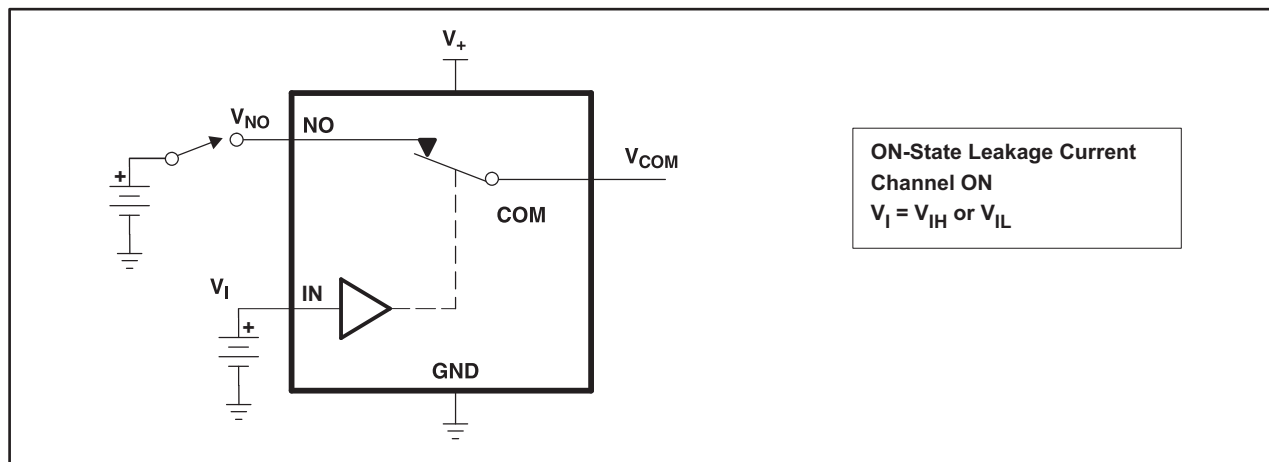 V+
VNO
NO
+
VCOM
COM
VI
IN
+
GND
ON-State Leakage Current
Channel ON
VI = VIH or VIL